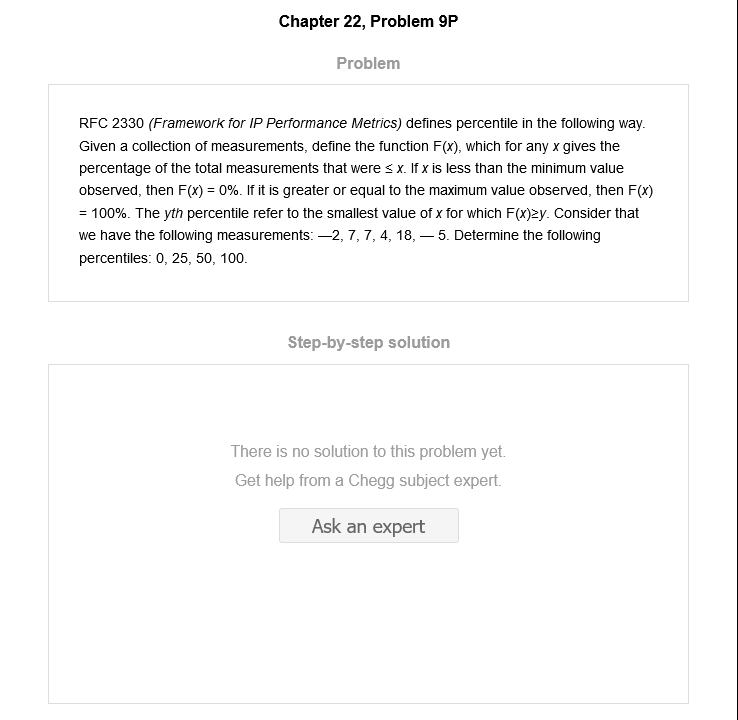 Chapter 22, Problem 9P
Problem
RFC 2330 (Framework for IP Performance Metrics) defines percentile in the following way.
Given a collection of measurements, define the function F(x), which for any x gives the
percentage of the total measurements that were ≤ x. If x is less than the minimum value
observed, then F(x) = 0%. If it is greater or equal to the maximum value observed, then F(x)
= 100%. The yth percentile refer to the smallest value of x for which F(x)≥y. Consider that
we have the following measurements: —2, 7, 7, 4, 18, — 5. Determine the following
percentiles: 0, 25, 50, 100.
Step-by-step solution
There is no solution to this problem yet.
Get help from a Chegg subject expert.
Ask an expert